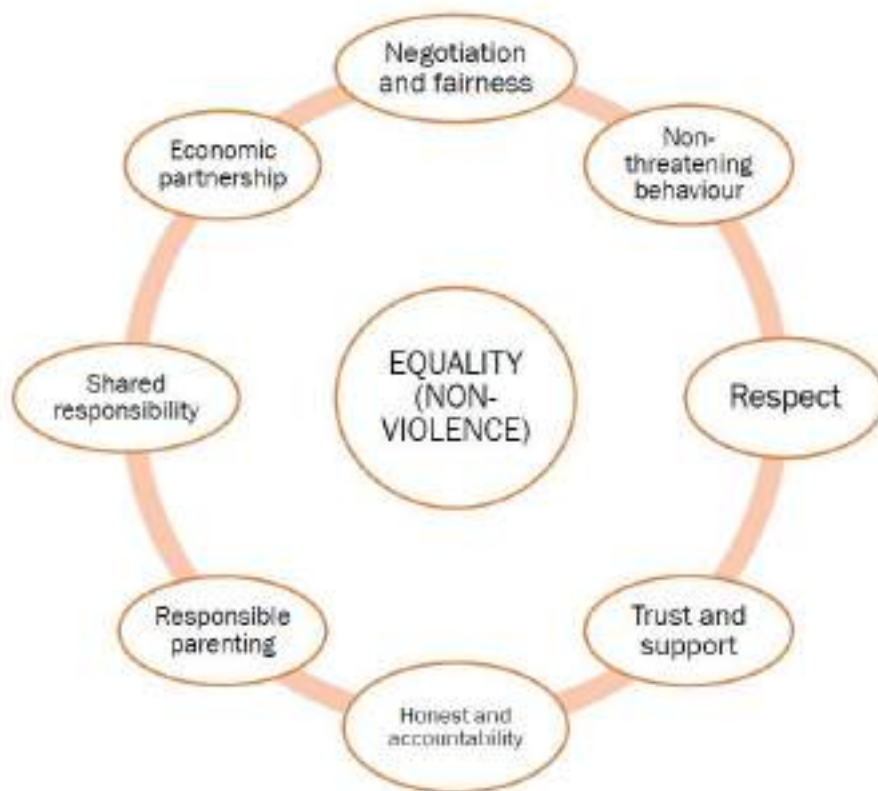 Negotiation
and fairness
Non-
threatening
behaviour
Respect
Trust and
support
Honest and
accountability
Responsible
parenting
Shared
responsibility
Economic
partnership
EQUALITY
(NON-
VIOLENCE)